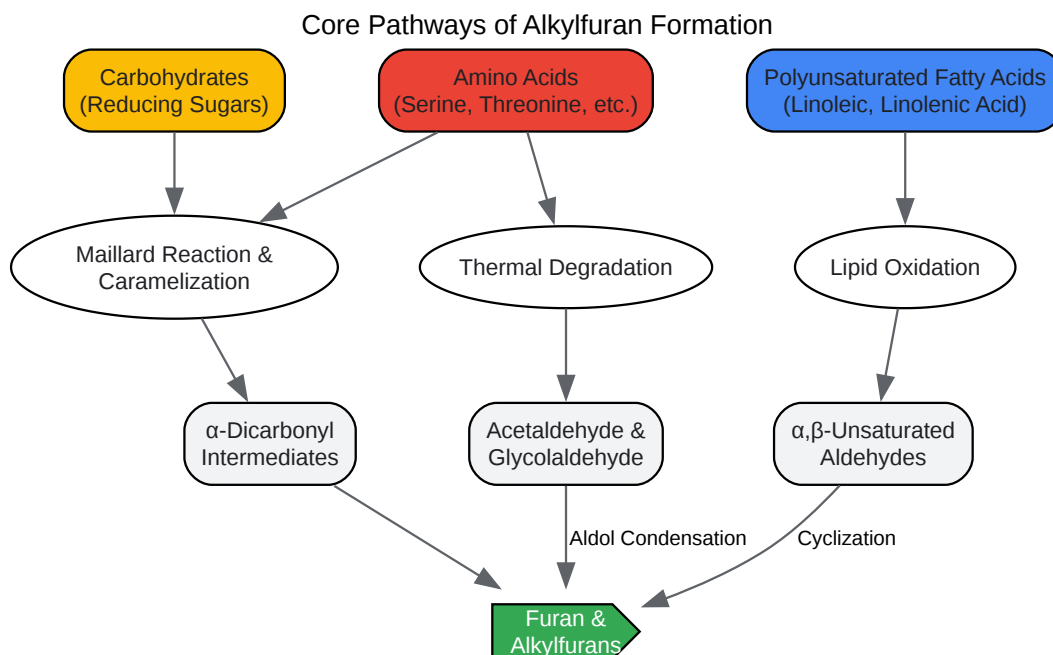 Core Pathways of Alkylfuran Formation
Carbohydrates
(Reducing Sugars)
Amino Acids
(Serine, Threonine, etc.)
Polyunsaturated Fatty Acids
(Linoleic, Linolenic Acid)
Maillard Reaction &
Caramelization
Thermal Degradation
Lipid Oxidation
α-Dicarbonyl
Intermediates
Acetaldehyde &
Glycolaldehyde
α,β-Unsaturated
Aldehydes
Aldol Condensation
Cyclization
Furan &
Alkylfurans